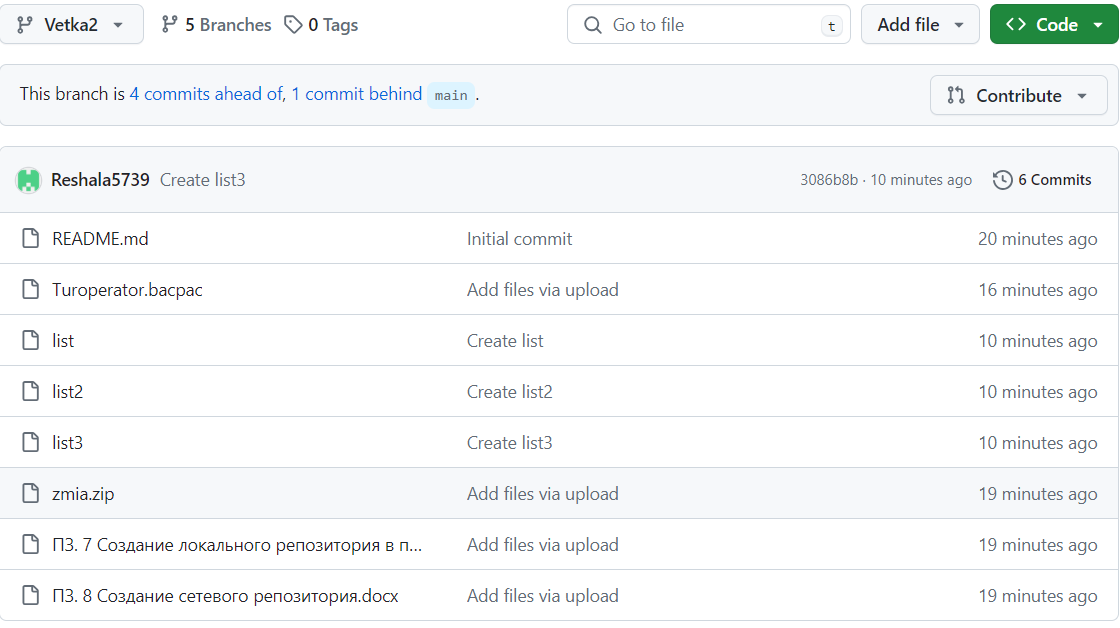 Vetka2 5 Branches 0 Tags Go to file t Add file Code
This branch is 4 commits ahead of, 1 commit behind main . Contribute
Reshala5739 Create list3 3086b8b · 10 minutes ago 6 Commits
README.md Initial commit 20 minutes ago
Turoperator.bacpac Add files via upload 16 minutes ago
list Create list 10 minutes ago
list2 Create list2 10 minutes ago
list3 Create list3 10 minutes ago
zmia.zip Add files via upload 19 minutes ago
ПЗ. 7 Создание локального репозитория в п... Add files via upload 19 minutes ago
ПЗ. 8 Создание сетевого репозитория.docx Add files via upload 19 minutes ago